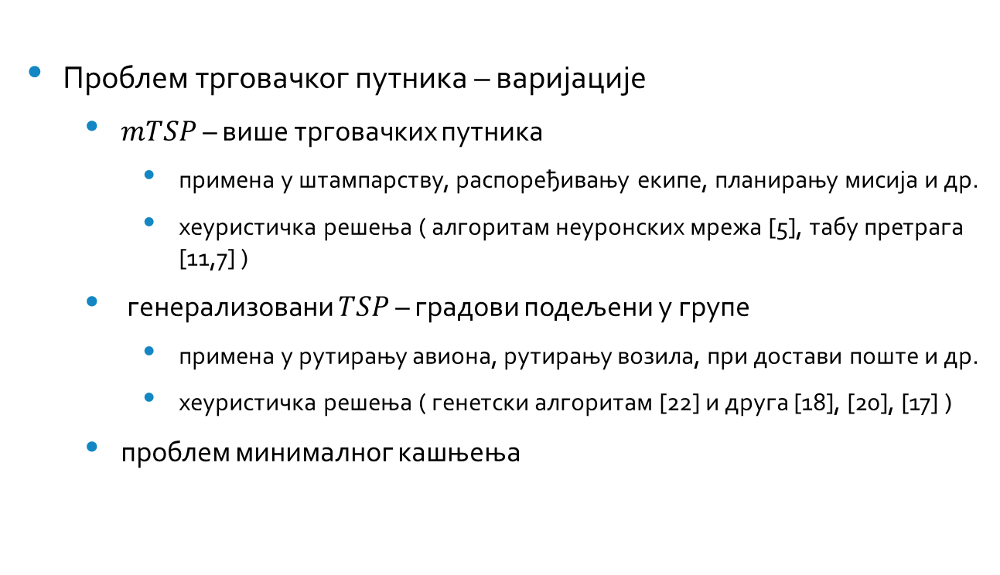 • Проблем трговачког путника – варијације
• mTSP – више трговачких путника
• примена у штампарству, распоређивању екипе, планирању мисија и др.
• хеуристичка решења ( алгоритам неуронских мрежа [5], табу претрага
[11,7] )
• генерализовани TSP – градови подељени у групе
• примена у рутирању авиона, рутирању возила, при достави поште и др.
• хеуристичка решења ( генетски алгоритам [22] и друга [18], [20], [17] )
• проблем минималног кашњења